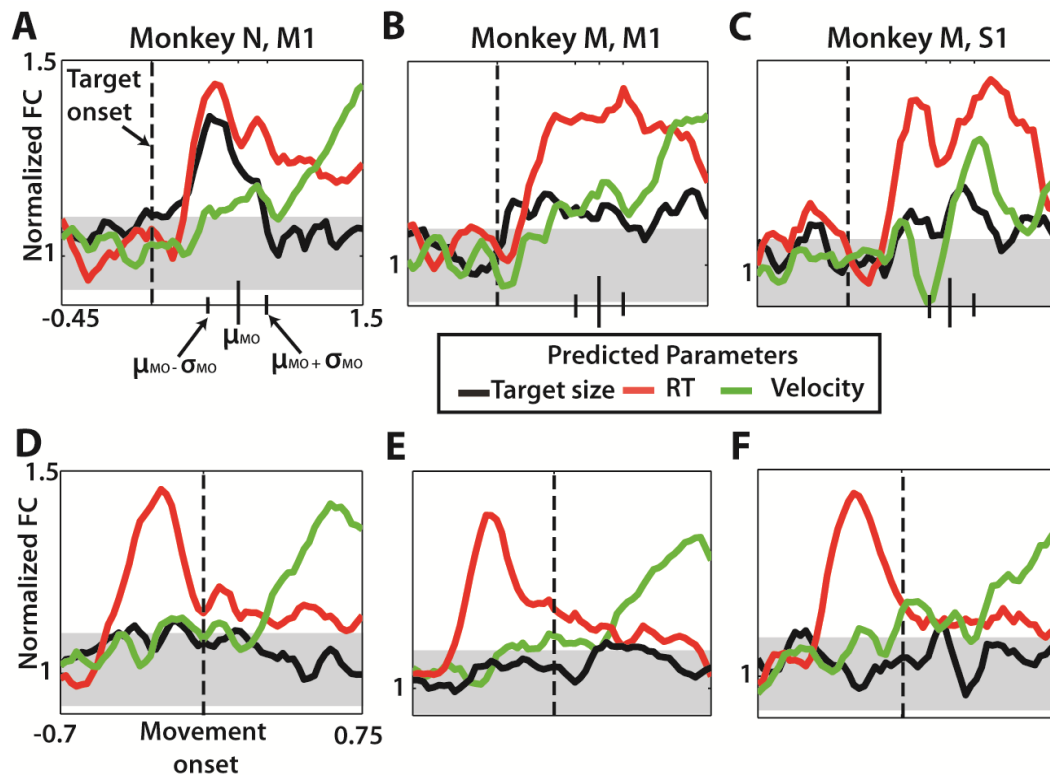 A
Monkey N, M1
B
Monkey M, M1
C
Monkey M, S1
1.5
Target
onset
Normalized FC
1
1
1
-0.45
1.5
μMO - σMO
μMO
μMO + σMO
Predicted Parameters
Target size
RT
Velocity
D
E
F
1.5
Normalized FC
1
1
1
-0.7
Movement
onset
0.75